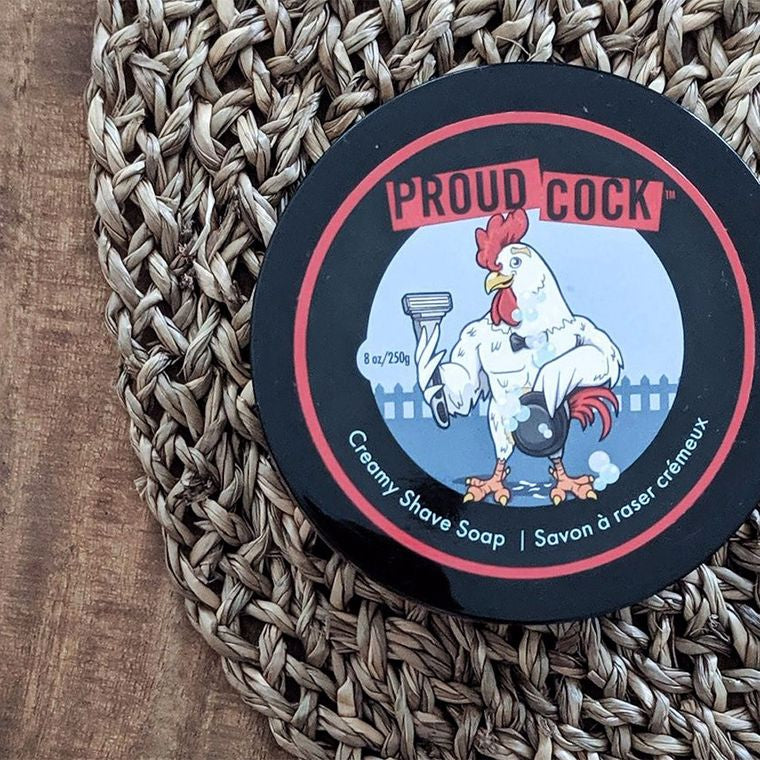 PROUD COCK™
8 oz/250g
Creamy Shave Soap | Savon à raser crémeux